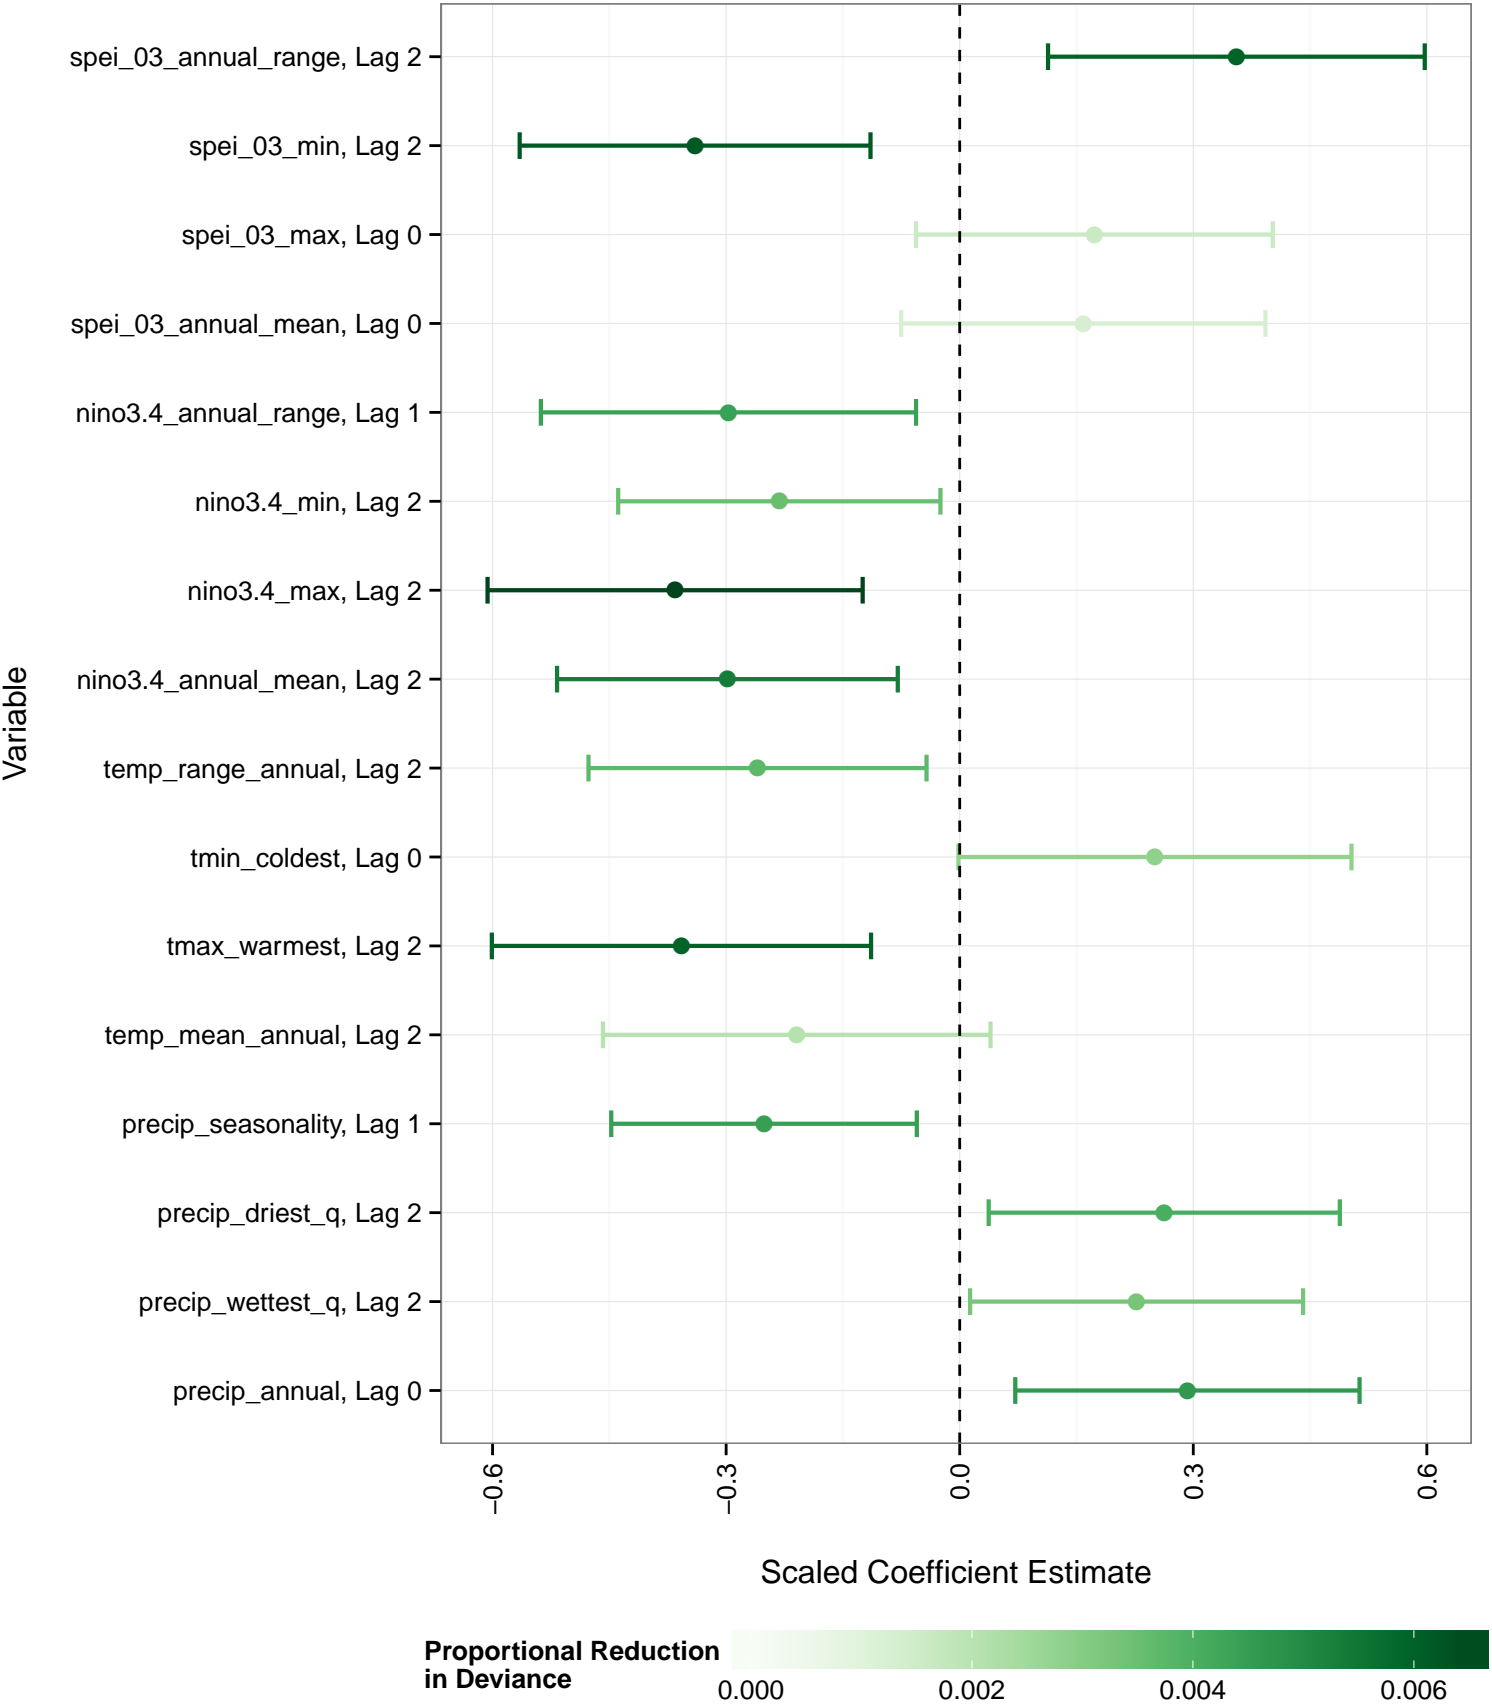 spei_03_annual_range, Lag 2
spei_03_min, Lag 2
spei_03_max, Lag 0
spei_03_annual_mean, Lag 0
nino3.4_annual_range, Lag 1
nino3.4_min, Lag 2
nino3.4_max, Lag 2
nino3.4_annual_mean, Lag 2
temp_range_annual, Lag 2
tmin_coldest, Lag 0
tmax_warmest, Lag 2
temp_mean_annual, Lag 2
precip_seasonality, Lag 1
precip_driest_q, Lag 2
precip_wettest_q, Lag 2
precip_annual, Lag 0
Variable
−0.6
−0.3
0.0
0.3
0.6
Scaled Coefficient Estimate
Proportional Reduction
in Deviance
0.000
0.002
0.004
0.006